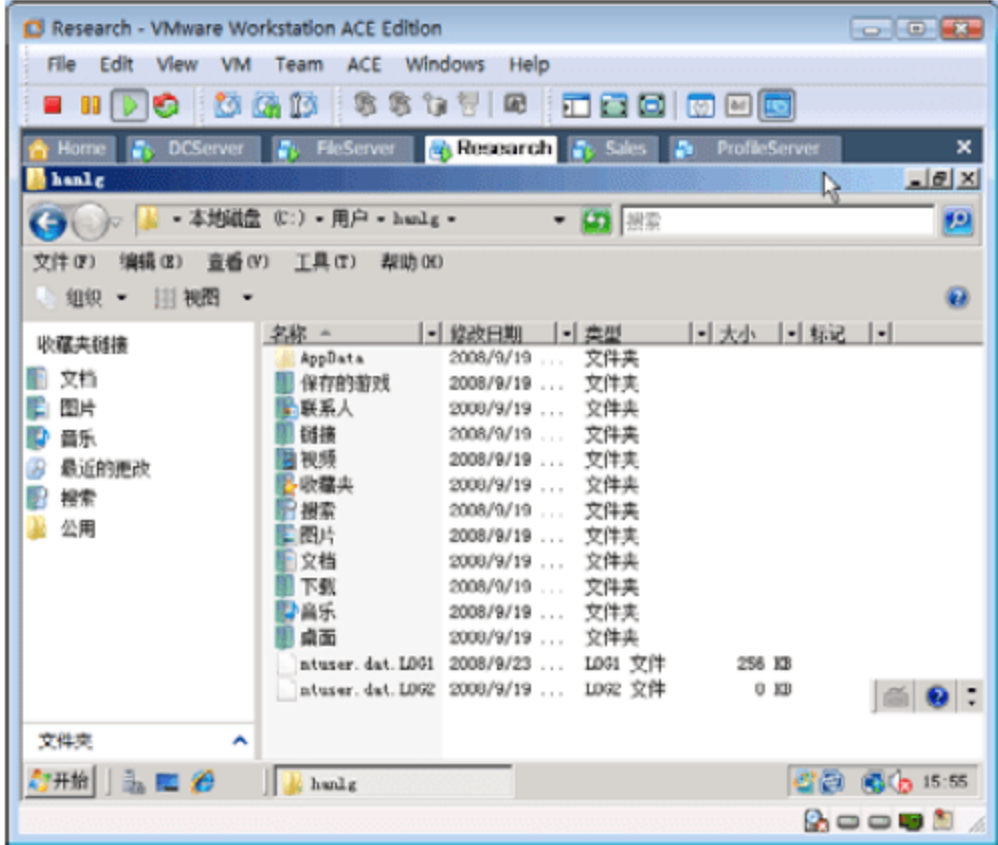 Research - VMware Workstation ACE Edition
File Edit View VM Team ACE Windows Help
Home DCServer FileServer Research Sales ProfileServer
hanlg
本地磁盘 (C:) 用户 hanlg 搜索
文件(F) 编辑(E) 查看(V) 工具(T) 帮助(H)
组织 视图
收藏夹链接
文档
图片
音乐
最近的更改
搜索
公用
名称 修改日期 类型 大小 标记
AppData 2008/9/19 ... 文件夹
保存的游戏 2008/9/19 ... 文件夹
联系人 2008/9/19 ... 文件夹
链接 2008/9/19 ... 文件夹
视频 2008/9/19 ... 文件夹
收藏夹 2008/9/19 ... 文件夹
搜索 2008/9/19 ... 文件夹
图片 2008/9/19 ... 文件夹
文档 2008/9/19 ... 文件夹
下载 2008/9/19 ... 文件夹
音乐 2008/9/19 ... 文件夹
桌面 2008/9/19 ... 文件夹
ntuser.dat.LOG1 2008/9/23 ... LOG1 文件 256 KB
ntuser.dat.LOG2 2008/9/19 ... LOG2 文件 0 KB
文件夹
开始 hanlg 15:55